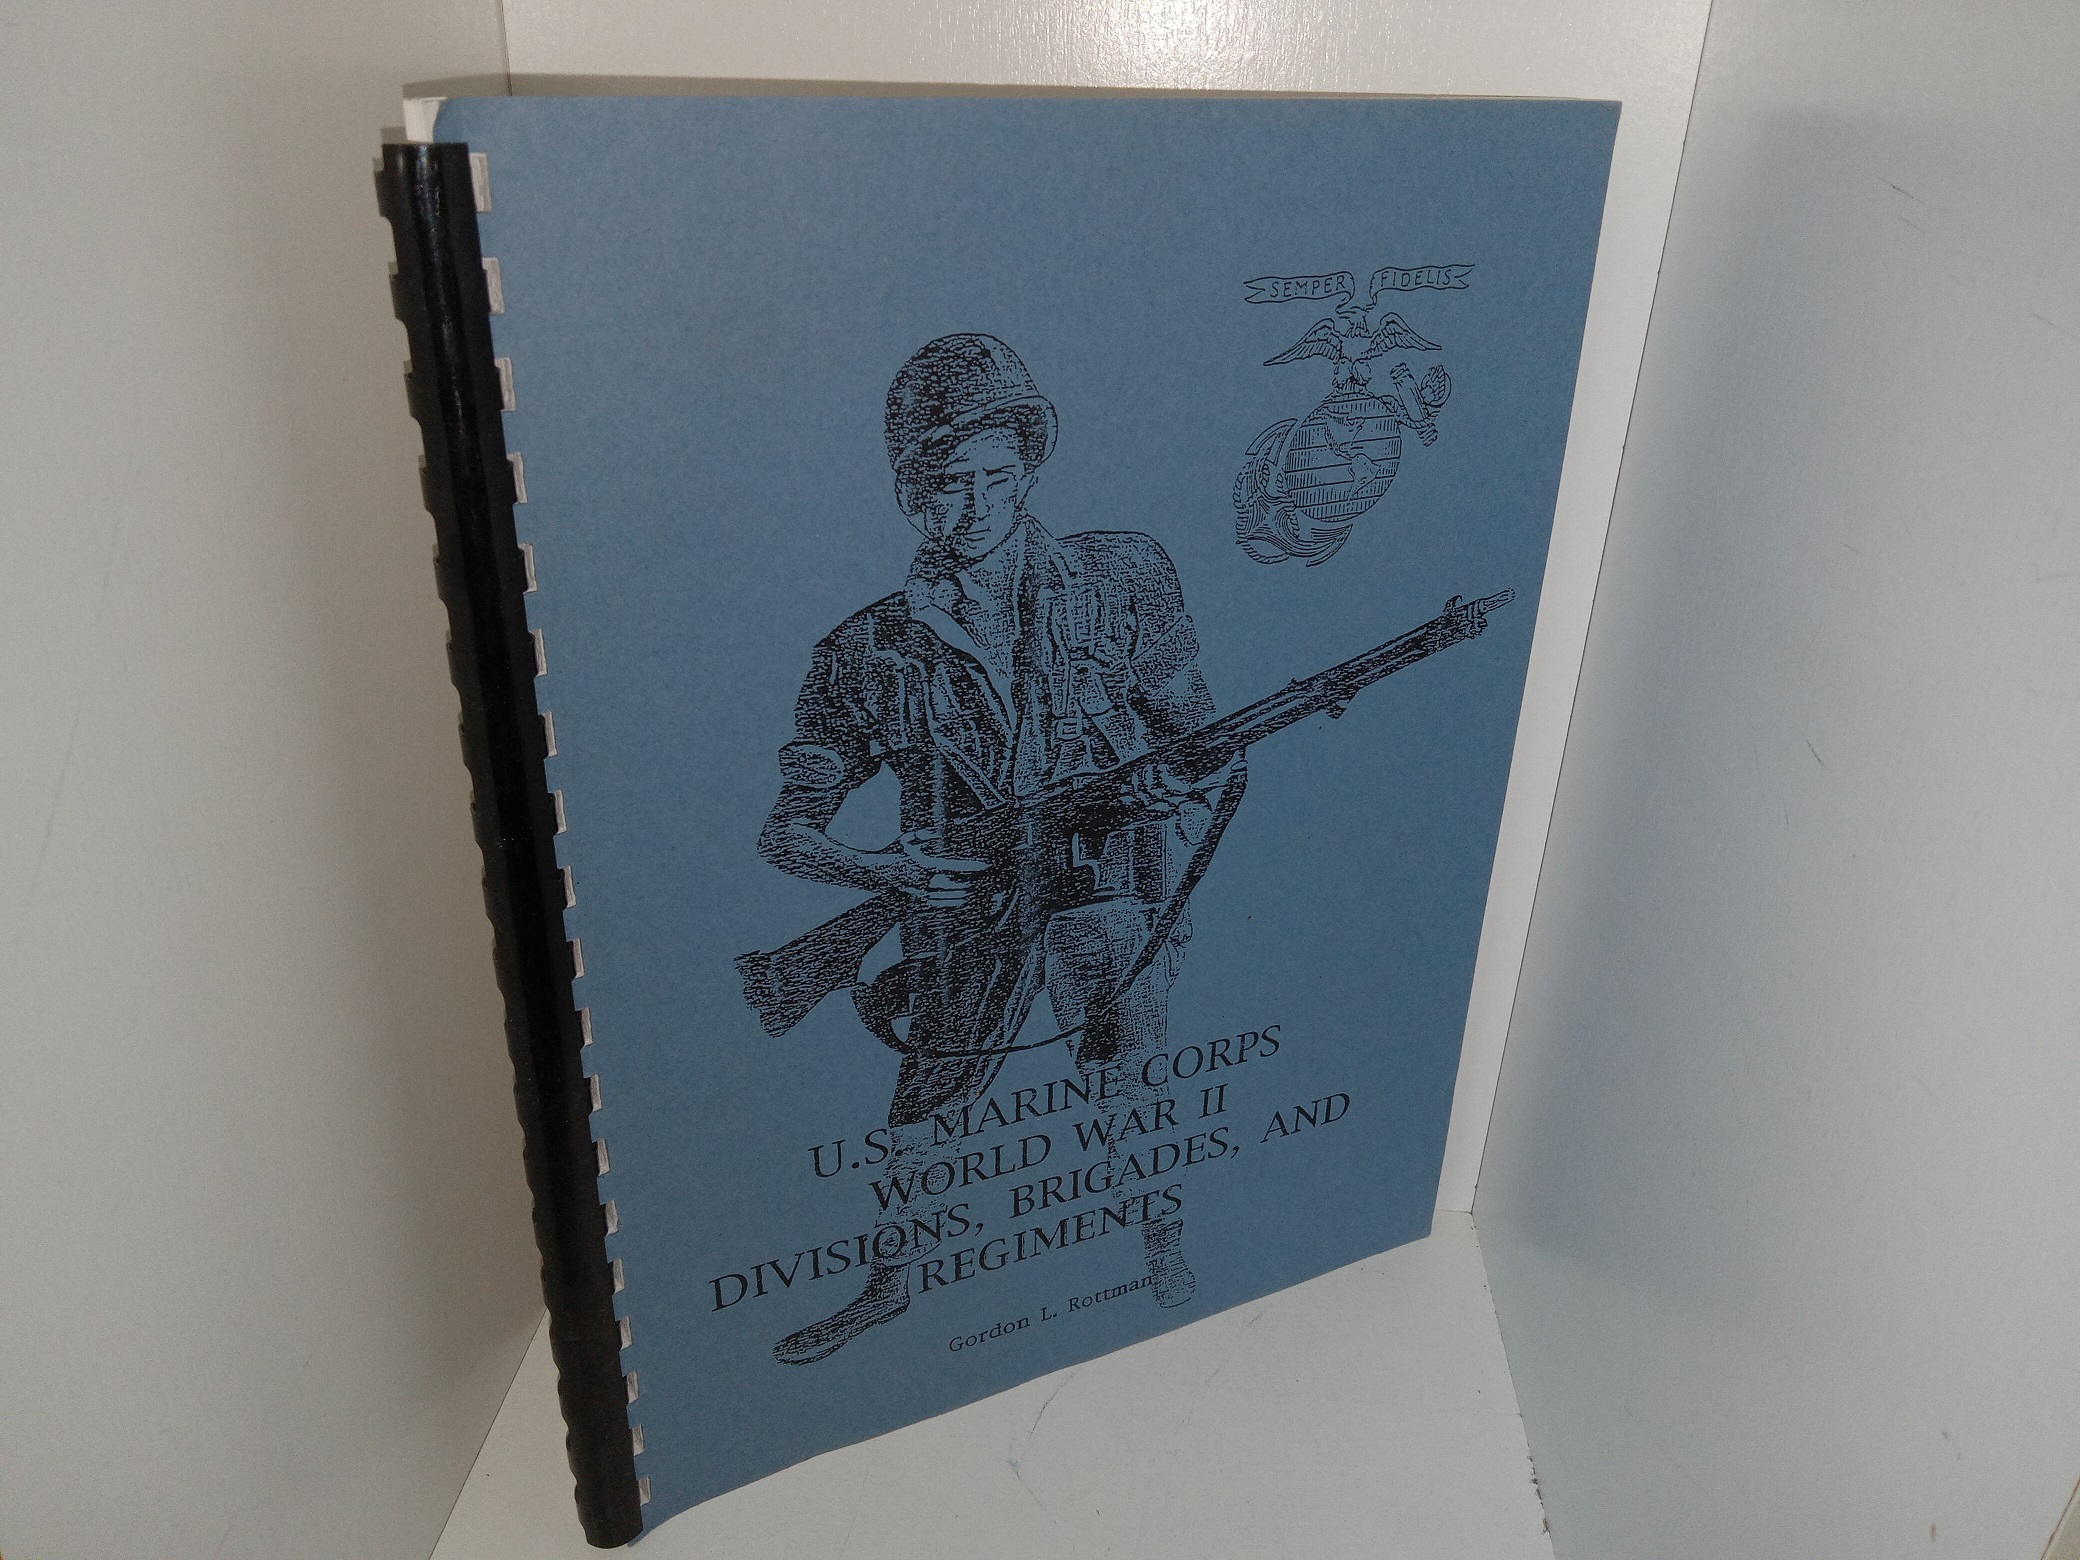 SEMPER FIDELIS
U.S. MARINE CORPS
WORLD WAR II
DIVISIONS, BRIGADES, AND
REGIMENTS
Gordon L. Rottman